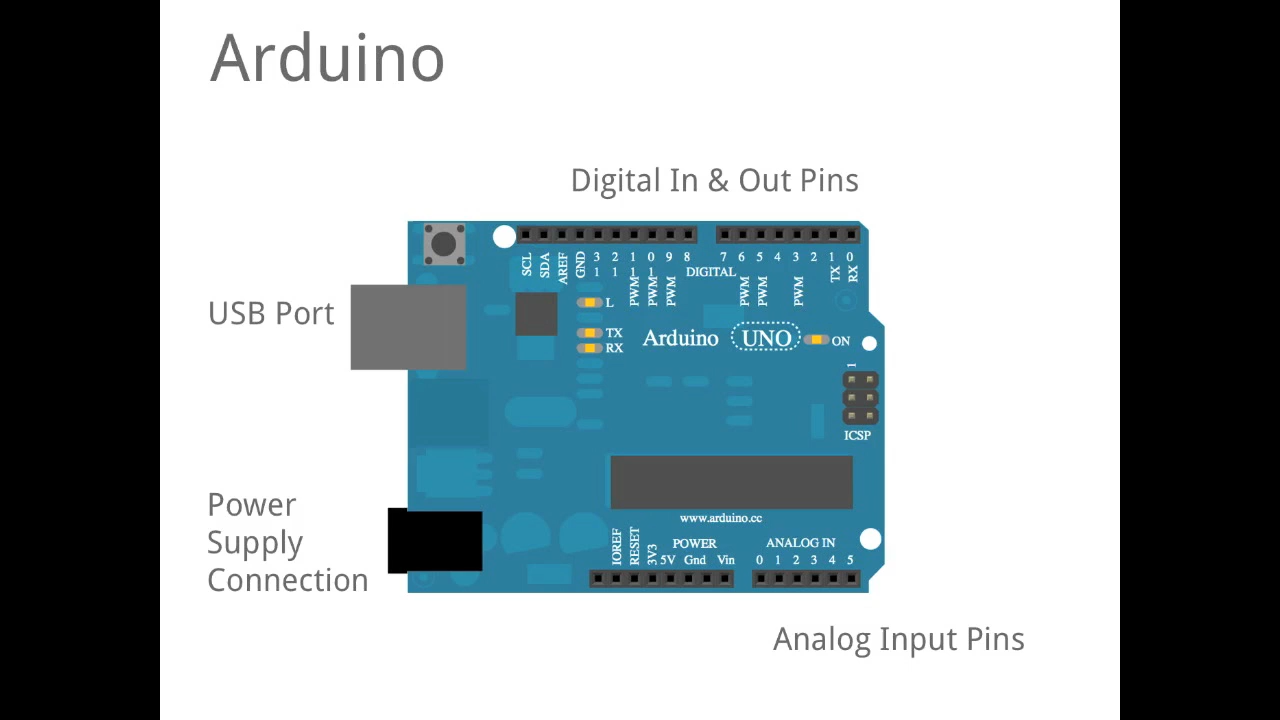 Arduino
Digital In & Out Pins
SCL
SDA
AREF
GND
13
12
11
10
9
8
7
6
5
4
3
2
1
0
DIGITAL
TX
RX
PWM
PWM
PWM
PWM
PWM
PWM
L
TX
RX
Arduino UNO
ON
USB Port
1
ICSP
www.arduino.cc
Power
Supply
Connection
IOREF
RESET
3V3
POWER
5V Gnd Vin
ANALOG IN
0 1 2 3 4 5
Analog Input Pins